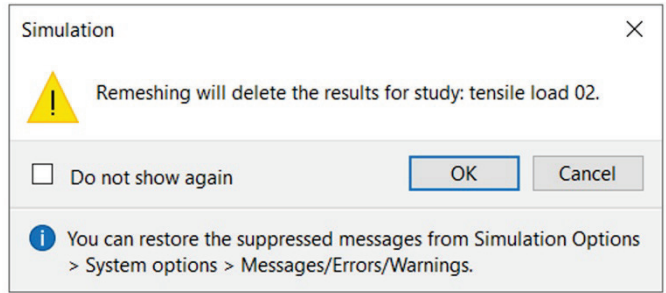 Simulation
Remeshing will delete the results for study: tensile load 02.
Do not show again
OK
Cancel
You can restore the suppressed messages from Simulation Options
> System options > Messages/Errors/Warnings.